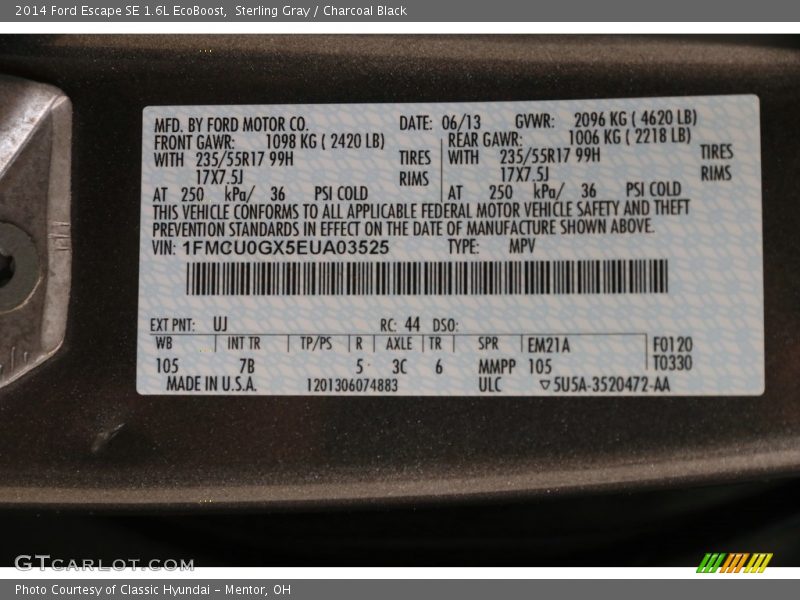 2014 Ford Escape SE 1.6L EcoBoost,  Sterling Gray / Charcoal Black
MFD. BY FORD MOTOR CO. DATE: 06/13 GVWR: 2096 KG ( 4620 LB)
FRONT GAWR: 1098 KG ( 2420 LB) REAR GAWR: 1006 KG ( 2218 LB)
WITH 235/55R17 99H TIRES WITH 235/55R17 99H TIRES
17X7.5J RIMS 17X7.5J RIMS
AT 250 kPa/ 36 PSI COLD AT 250 kPa/ 36 PSI COLD
THIS VEHICLE CONFORMS TO ALL APPLICABLE FEDERAL MOTOR VEHICLE SAFETY AND THEFT
PREVENTION STANDARDS IN EFFECT ON THE DATE OF MANUFACTURE SHOWN ABOVE.
VIN: 1FMCU0GX5EUA03525 TYPE: MPV
EXT PNT: UJ RC: 44 DSO:
WB INT TR TP/PS R AXLE TR SPR EM21A F0120
105 7B 5 3C 6 MMPP 105 T0330
MADE IN U.S.A. 1201306074883 ULC ▽5U5A-3520472-AA
GTCARLOT.COM
Photo Courtesy of Classic Hyundai - Mentor, OH